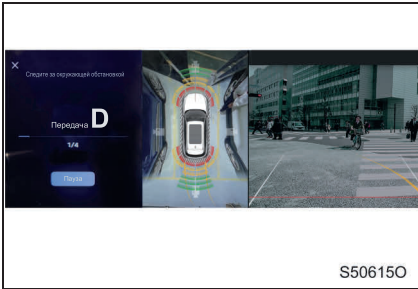 Следите за окружающей обстановкой
Передача D
1/4
Пауза
S50615O